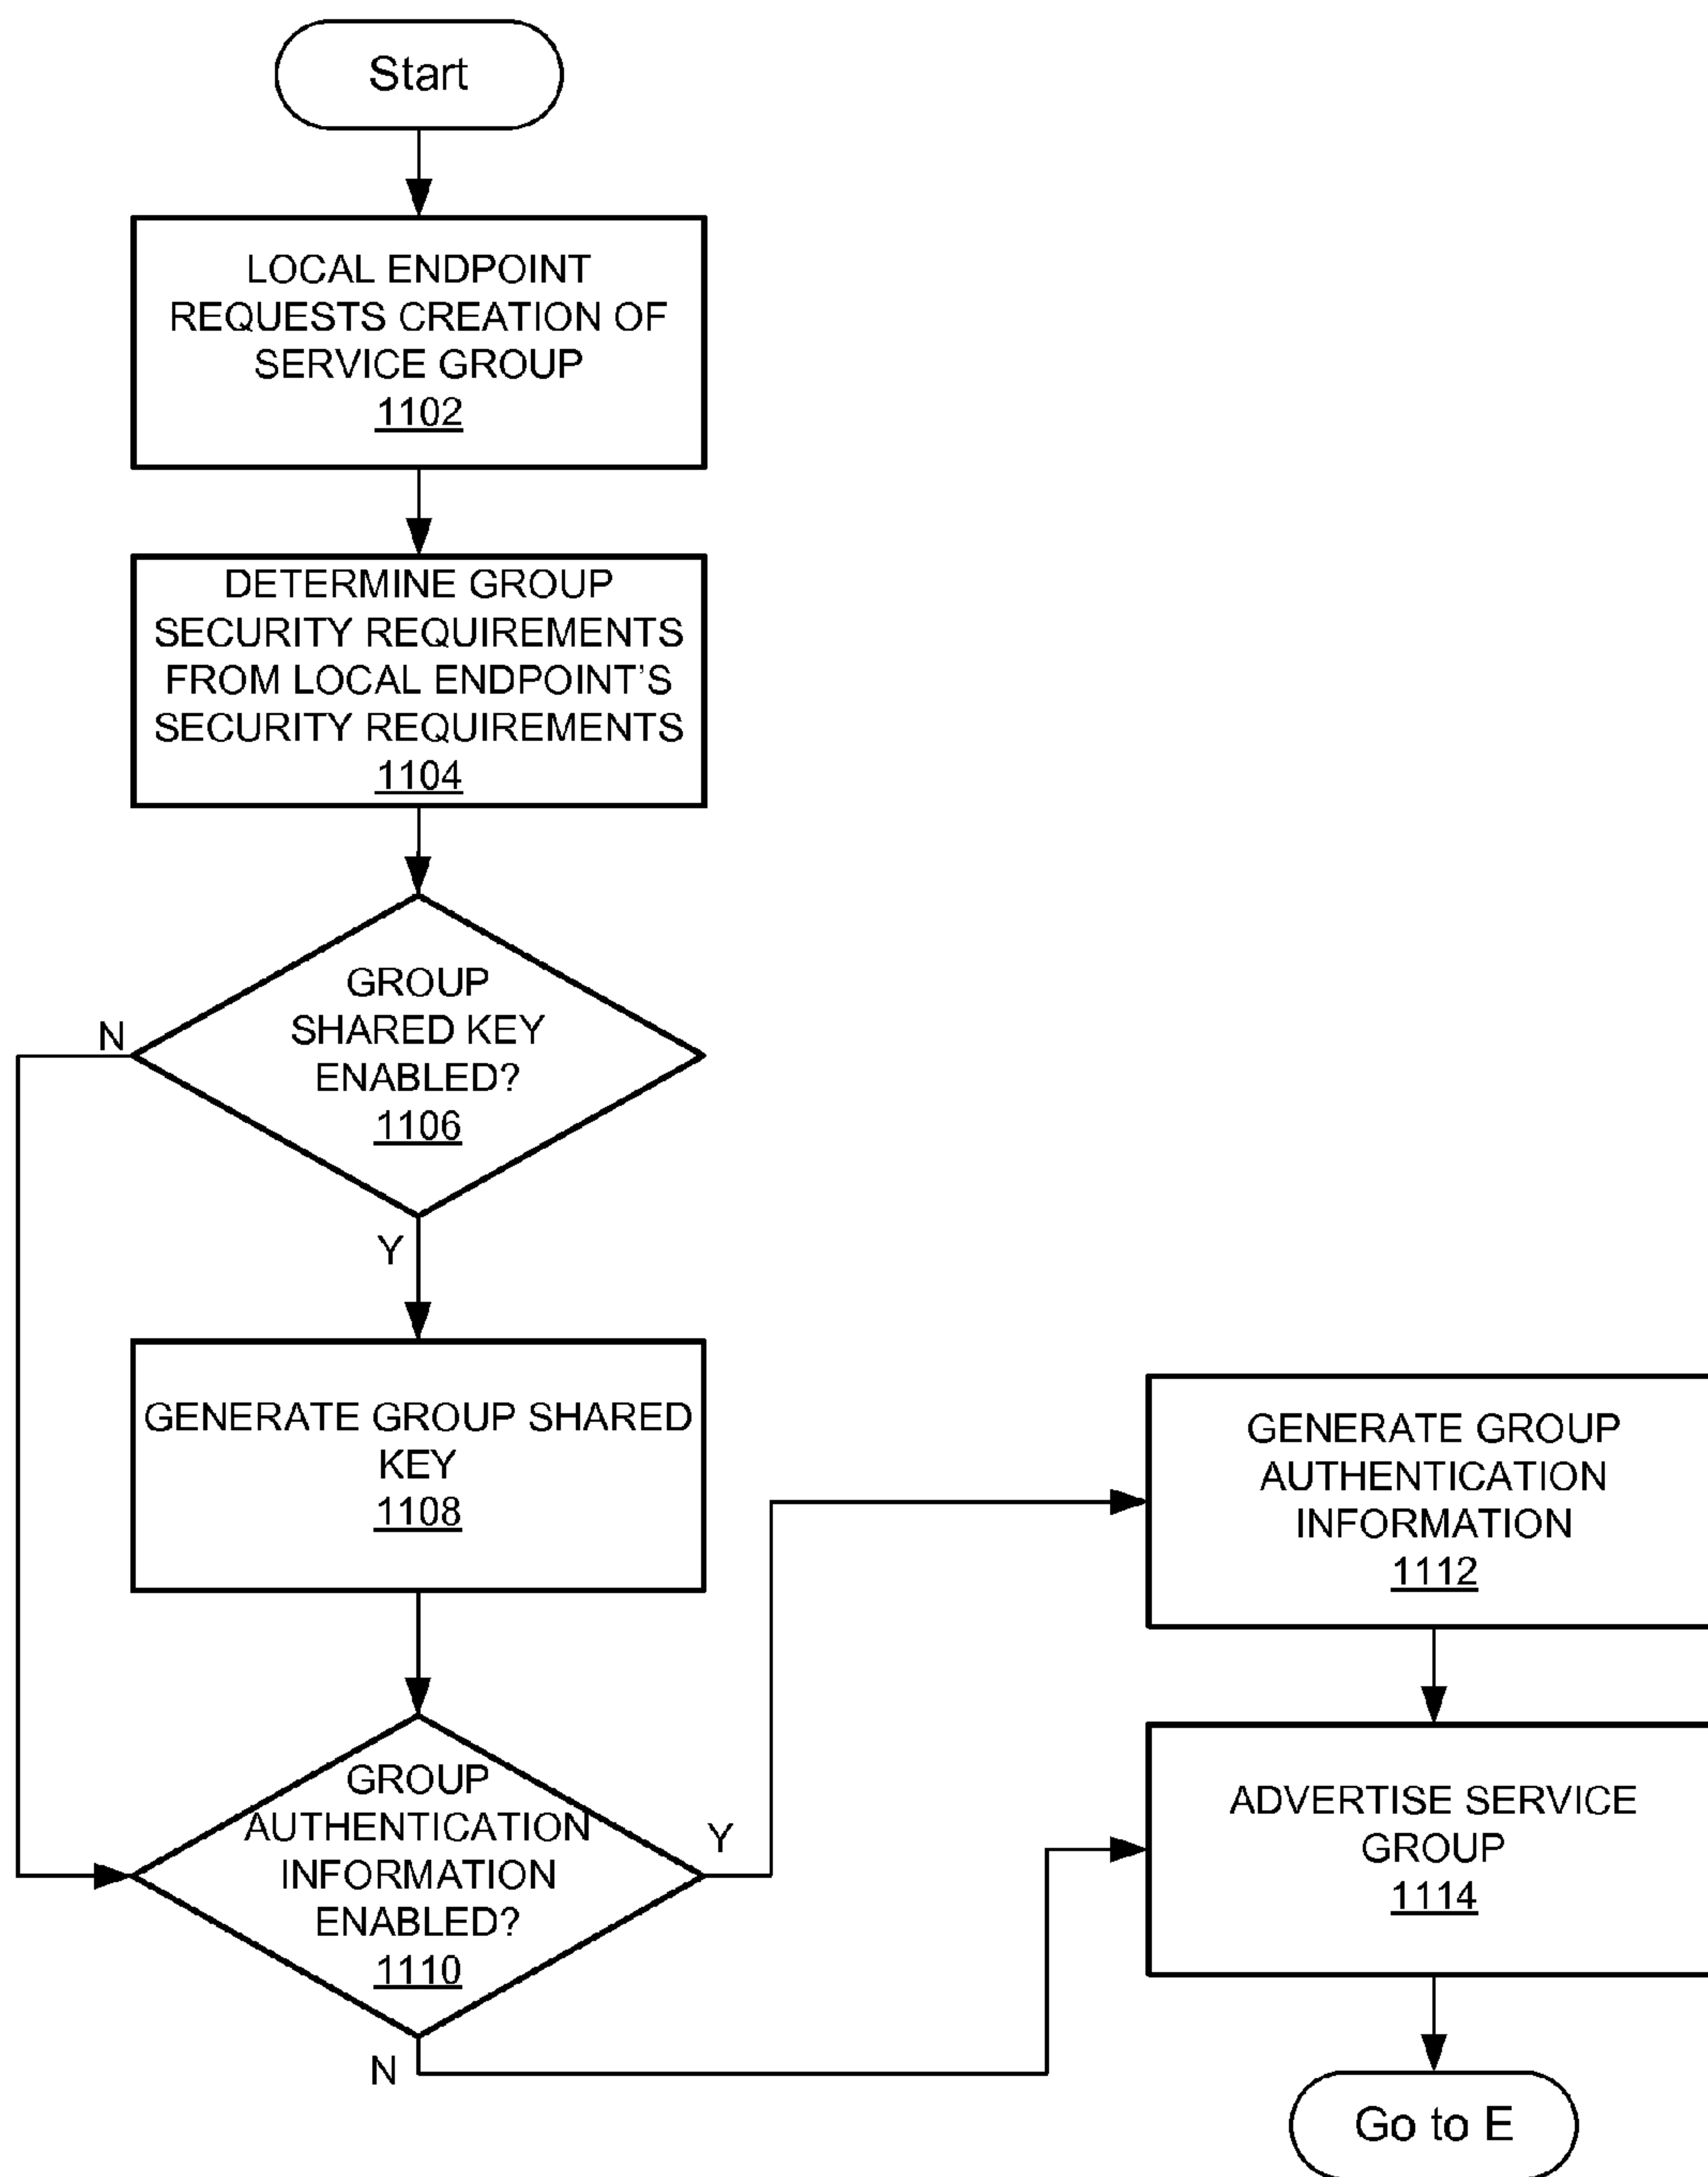 Start
LOCAL ENDPOINT
REQUESTS CREATION OF
SERVICE GROUP
1102
DETERMINE GROUP
SECURITY REQUIREMENTS
FROM LOCAL ENDPOINT'S
SECURITY REQUIREMENTS
1104
GROUP
SHARED KEY
ENABLED?
1106
N
Y
GENERATE GROUP SHARED
KEY
1108
GROUP
AUTHENTICATION
INFORMATION
ENABLED?
1110
Y
N
GENERATE GROUP
AUTHENTICATION
INFORMATION
1112
ADVERTISE SERVICE
GROUP
1114
Go to E